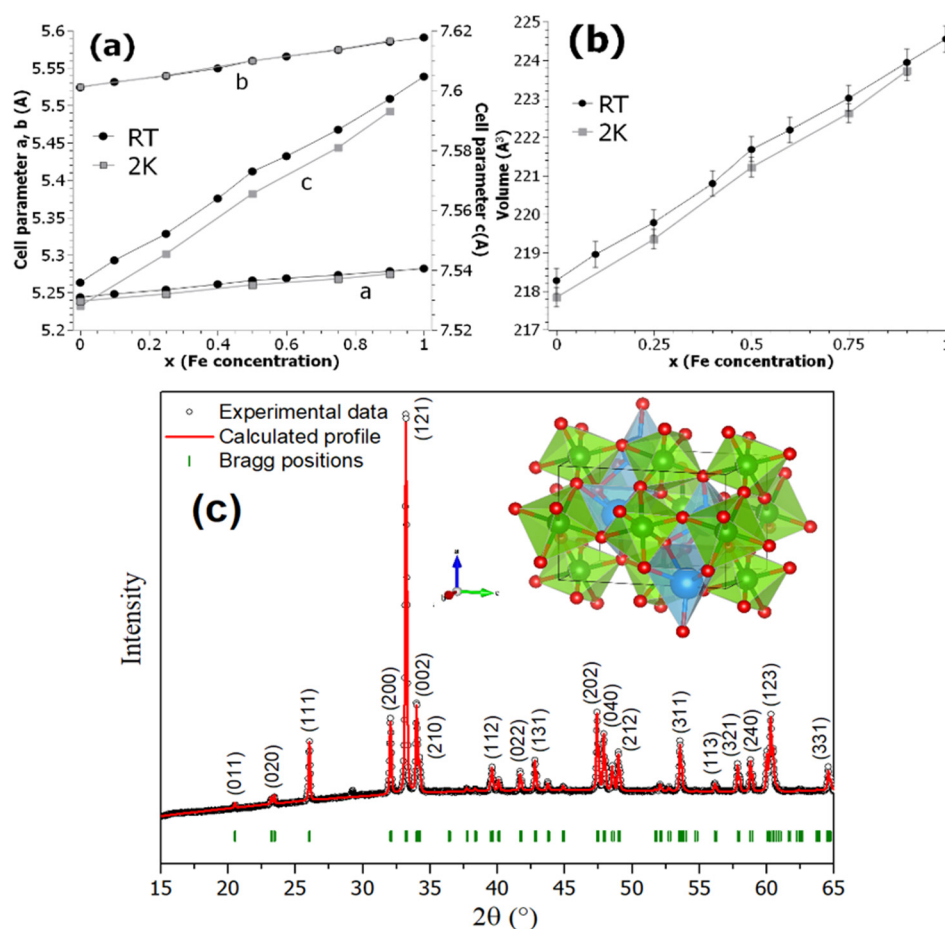 (a)
5.6
5.55
5.5
5.45
5.4
5.35
5.3
5.25
5.2
Cell parameter a, b (A)
b
RT
2K
c
a
7.62
7.6
7.58
7.56
7.54
7.52
Cell parameter c(A)
0 0.2 0.4 0.6 0.8 1
x (Fe concentration)
(b)
225
224
223
222
221
220
219
218
217
Volume (A³)
RT
2K
0 0.25 0.5 0.75
x (Fe concentration)
(c)
Experimental data
Calculated profile
Bragg positions
Intensity
a
b
c
(011)
(020)
(111)
(200)
(121)
(002)
(210)
(112)
(022)
(131)
(202)
(040)
(212)
(311)
(113)
(321)
(240)
(123)
(331)
15 20 25 30 35 40 45 50 55 60 65
2θ (°)